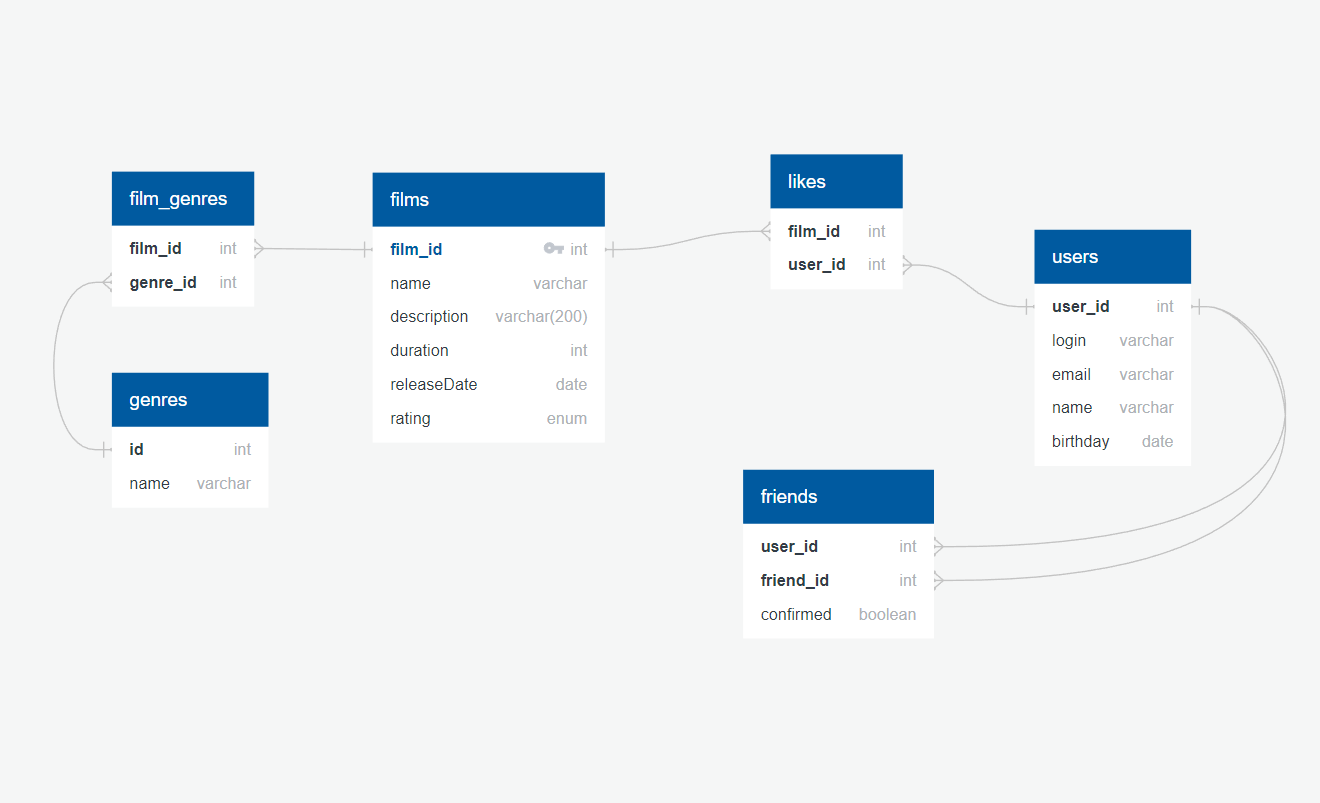 film_genres
film_id int
genre_id int
genres
id int
name varchar
films
film_id int
name varchar
description varchar(200)
duration int
releaseDate date
rating enum
likes
film_id int
user_id int
users
user_id int
login varchar
email varchar
name varchar
birthday date
friends
user_id int
friend_id int
confirmed boolean